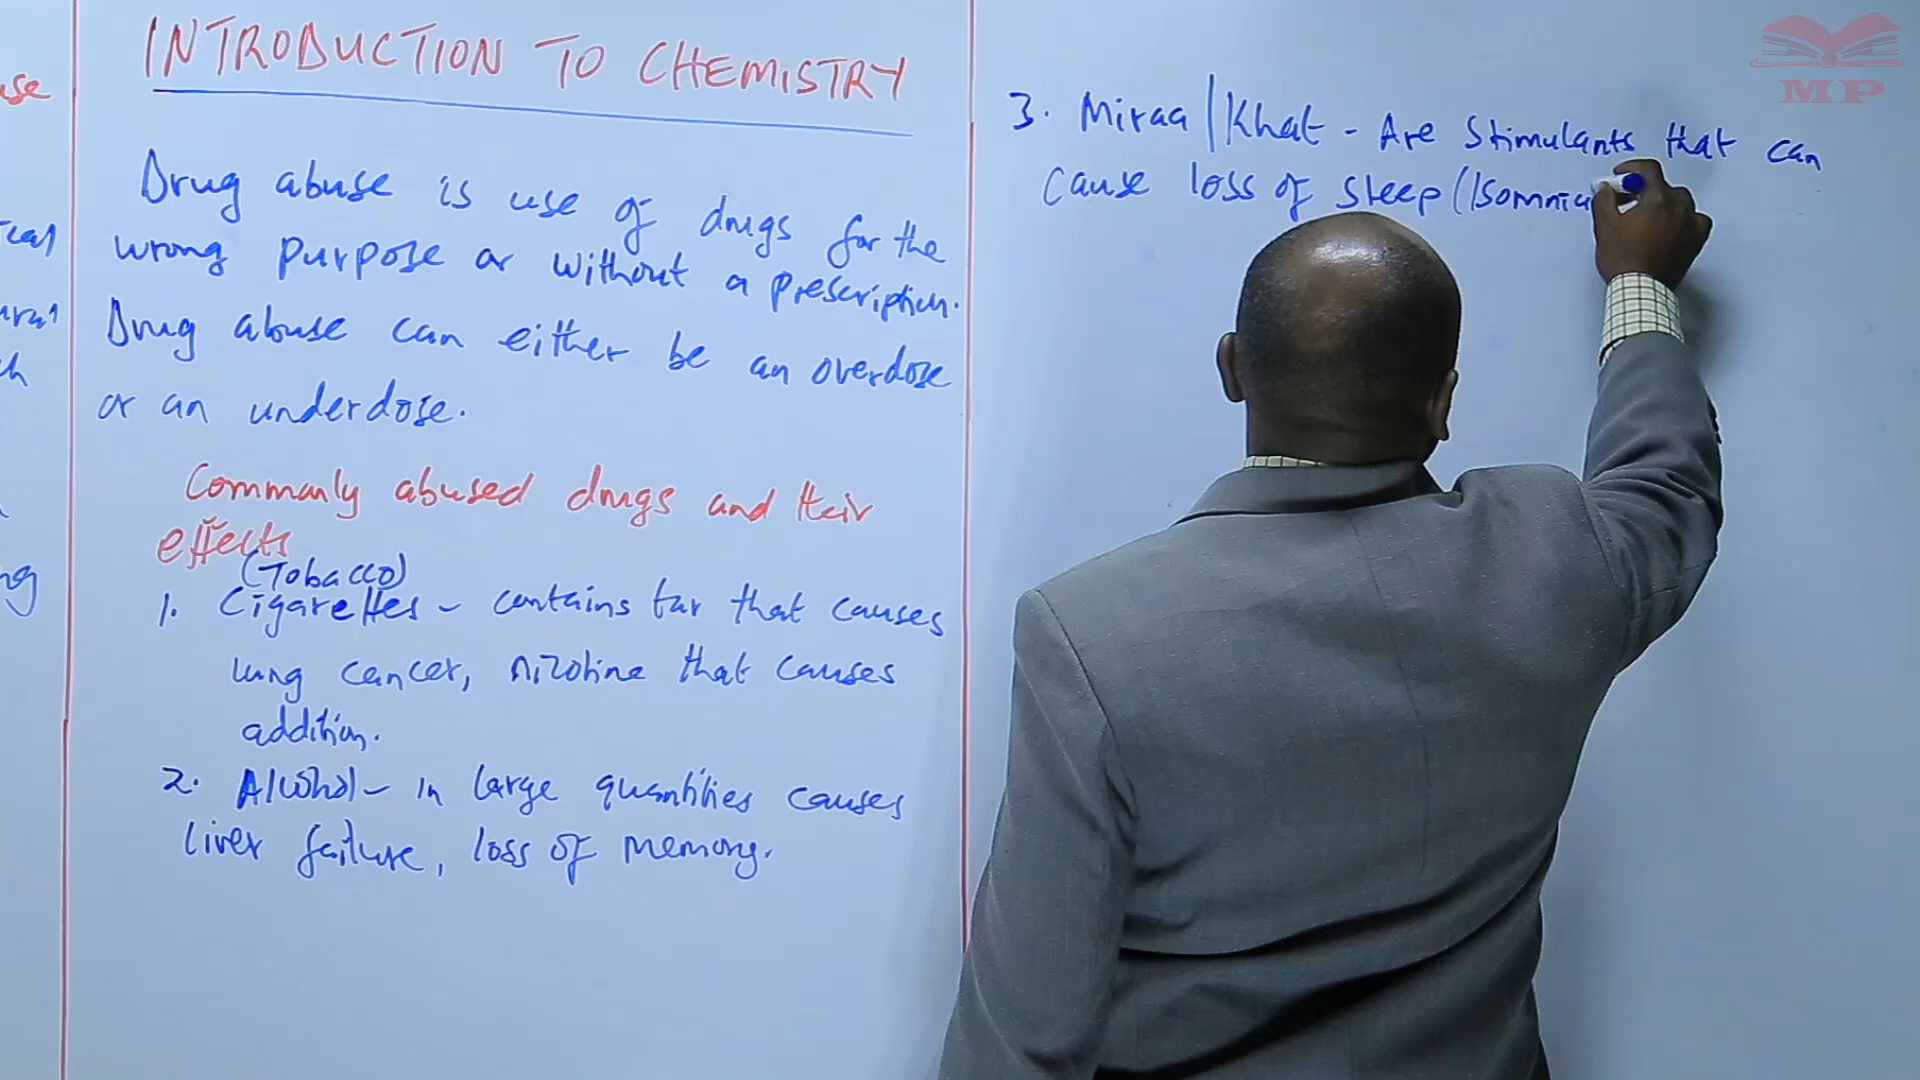 INTRODUCTION TO CHEMISTRY
Drug abuse is use of drugs for the
wrong purpose or without a prescription.
Drug abuse can either be an overdose
or an underdose.
Commonly abused drugs and their
effects
(Tobacco)
1. Cigarettes - contains tar that causes
lung cancer, nicotine that causes
addition.
2. Alcohol - in large quantities causes
liver failure, loss of memory.
3. Miraa/Khat - Are stimulants that can
cause loss of sleep (Isomnia
MP